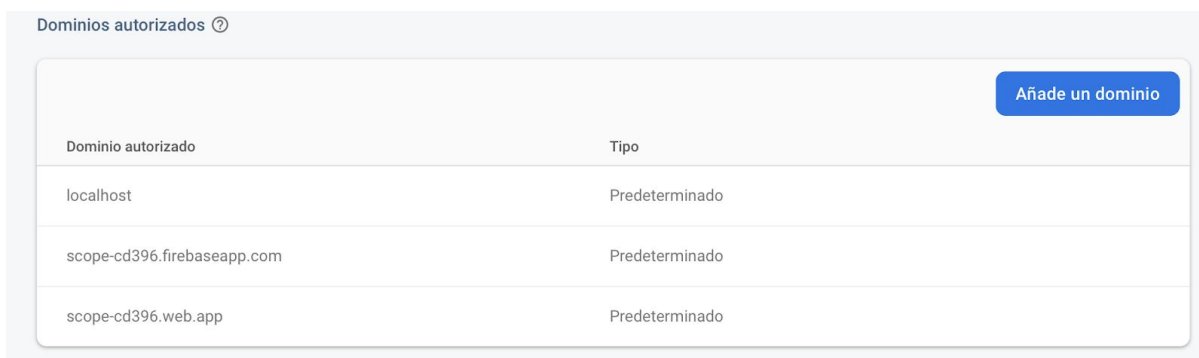 Dominios autorizados
Añade un dominio
Dominio autorizado Tipo
localhost Predeterminado
scope-cd396.firebaseapp.com Predeterminado
scope-cd396.web.app Predeterminado